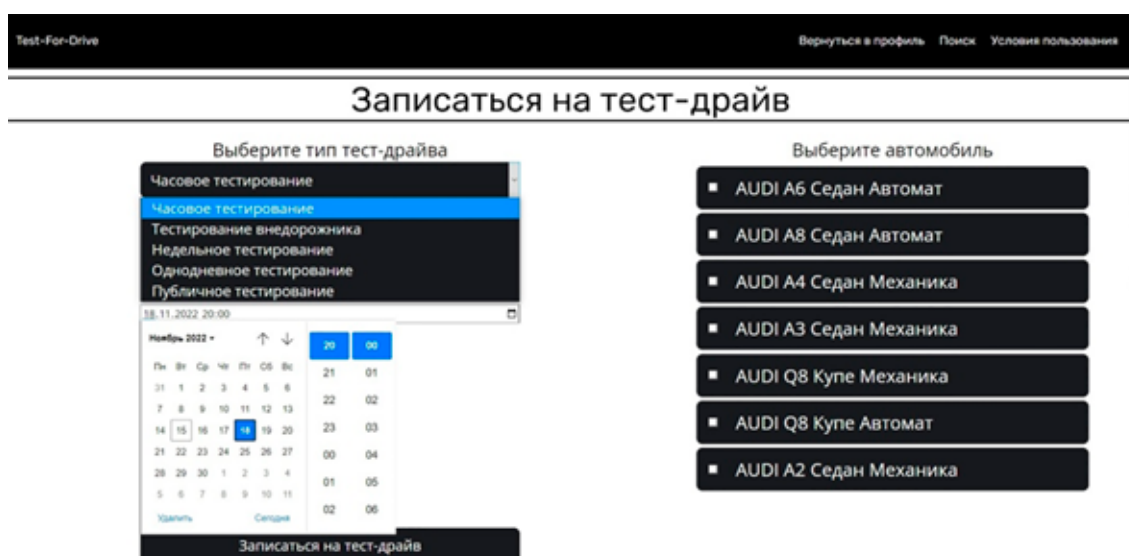 Test-For-Drive
Вернуться в профиль Поиск Условия пользования
Записаться на тест-драйв
Выберите тип тест-драйва
Часовое тестирование
Часовое тестирование
Тестирование внедорожника
Недельное тестирование
Однодневное тестирование
Публичное тестирование
18.11.2022 20:00
Ноябрь 2022
Пн Вт Ср Чт Пт Сб Вс
31 1 2 3 4 5 6
7 8 9 10 11 12 13
14 15 16 17 18 19 20
21 22 23 24 25 26 27
28 29 30 1 2 3 4
5 6 7 8 9 10 11
Удалить Сегодня
20 00
21 01
22 02
23 03
00 04
01 05
02 06
Записаться на тест-драйв
Выберите автомобиль
AUDI A6 Седан Автомат
AUDI A8 Седан Автомат
AUDI A4 Седан Механика
AUDI A3 Седан Механика
AUDI Q8 Купе Механика
AUDI Q8 Купе Автомат
AUDI A2 Седан Механика